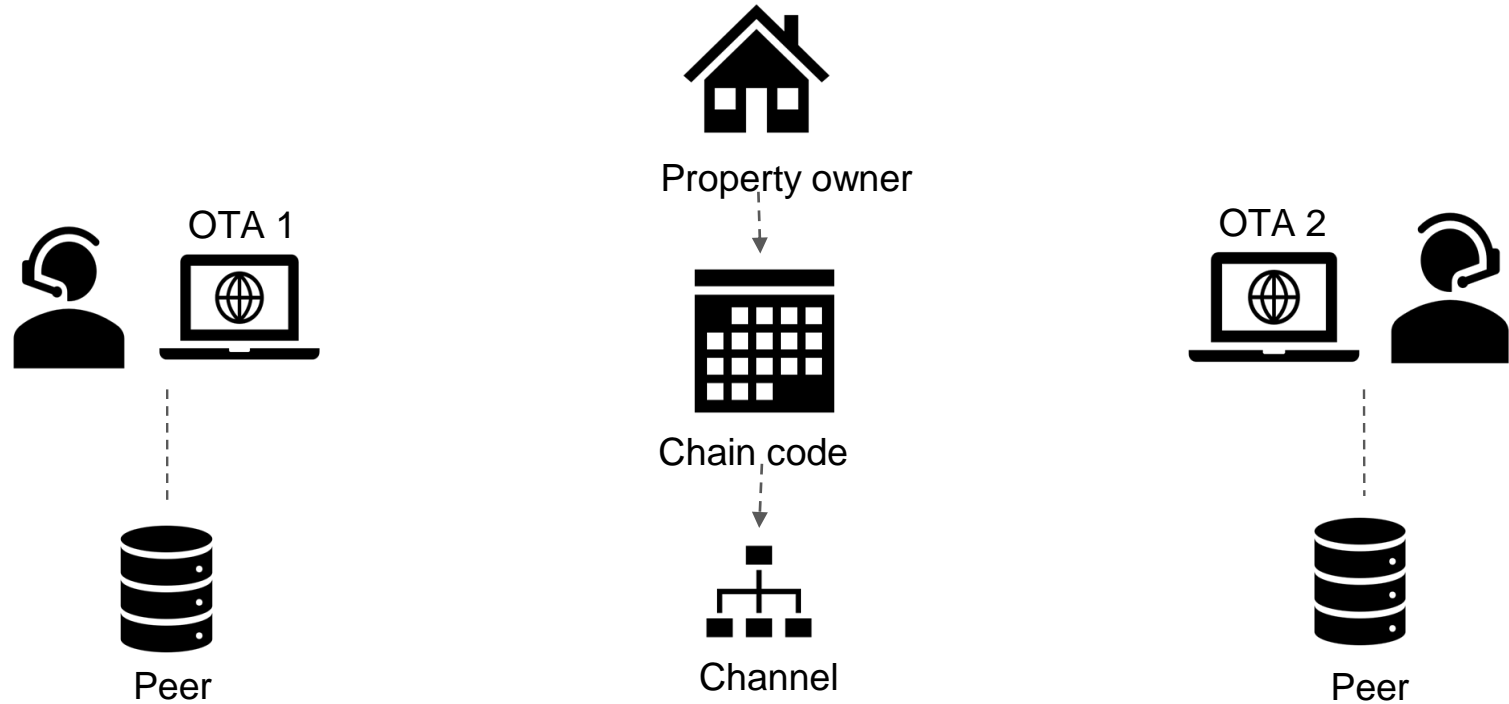 Property owner
OTA 1
OTA 2
Chain code
Peer
Channel
Peer